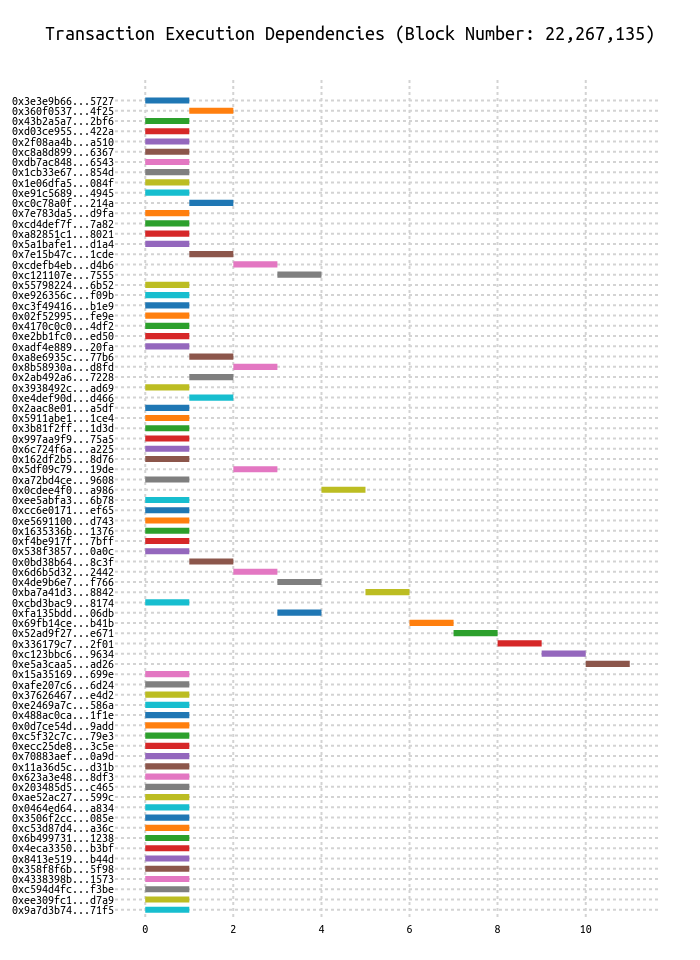 Transaction Execution Dependencies (Block Number: 22,267,135)
0x3e3e9b66...5727
0x360f0537...4f25
0x43b2a5a7...2bf6
0xd03ce955...422a
0x2f08aa4b...a510
0xc8a8d899...6367
0xdb7ac848...6543
0x1cb33e67...854d
0x1e06dfa5...084f
0xe91c5689...4945
0xc0c78a0f...214a
0x7e783da5...d9fa
0xcd4def7f...7a82
0xa82851c1...8021
0x5a1bafe1...d1a4
0x7e15b47c...1cde
0xcdefb4eb...d4b6
0xc121107e...7555
0x55798224...6b52
0xe926356c...f09b
0xc3f49416...b1e9
0x02f52995...fe9e
0x4170c0c0...4df2
0xe2bb1fc0...ed50
0xadf4e889...20fa
0xa8e6935c...77b6
0x8b58930a...d8fd
0x2ab492a6...7228
0x3938492c...ad69
0xe4def90d...d466
0x2aac8e01...a5df
0x5911abe1...1ce4
0x3b81f2ff...1d3d
0x997aa9f9...75a5
0x6c724f6a...a225
0x162df2b5...8d76
0x5df09c79...19de
0xa72bd4ce...9608
0x0cdee4f0...a986
0xee5abfa3...6b78
0xcc6e0171...ef65
0xe5691100...d743
0x1635336b...1376
0xf4be917f...7bff
0x538f3857...0a0c
0x0bd38b64...8c3f
0x6d6b5d32...2442
0x4de9b6e7...f766
0xba7a41d3...8842
0xcbd3bac9...8174
0xfa135bdd...06db
0x69fb14ce...b41b
0x52ad9f27...e671
0x336179c7...2f01
0xc123bbc6...9634
0xe5a3caa5...ad26
0x15a35169...699e
0xafe207c6...6d24
0x37626467...e4d2
0xe2469a7c...586a
0x488ac0ca...1f1e
0x0d7ce54d...9add
0xc5f32c7c...79e3
0xecc25de8...3c5e
0x70883aef...0a9d
0x11a36d5c...d31b
0x623a3e48...8df3
0x203485d5...c465
0xae52ac27...599c
0x0464ed64...a834
0x3506f2cc...085e
0xc53d87d4...a36c
0x6b499731...1238
0x4eca3350...b3bf
0x8413e519...b44d
0x358f8f6b...5f98
0x4338398b...1573
0xc594d4fc...f3be
0xee309fc1...d7a9
0x9a7d3b74...71f5
0 2 4 6 8 10